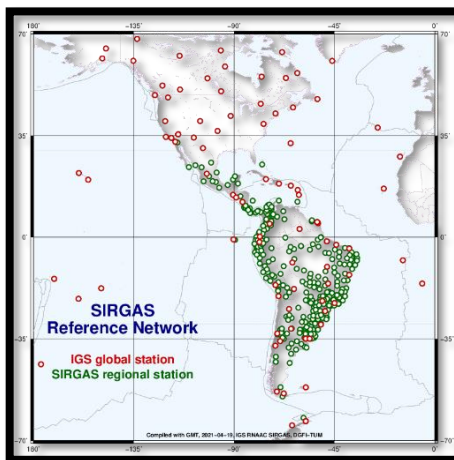 180° -135° -90° -45° 0°
70° 70°
35° 35°
0° 0°
SIRGAS
Reference Network
IGS global station
SIRGAS regional station
-35° -35°
Compiled with GMT, 2021-04-19, IGS RNAAC SIRGAS, DGFI-TUM
-70° -70°
180° -135° -90° -45° 0°